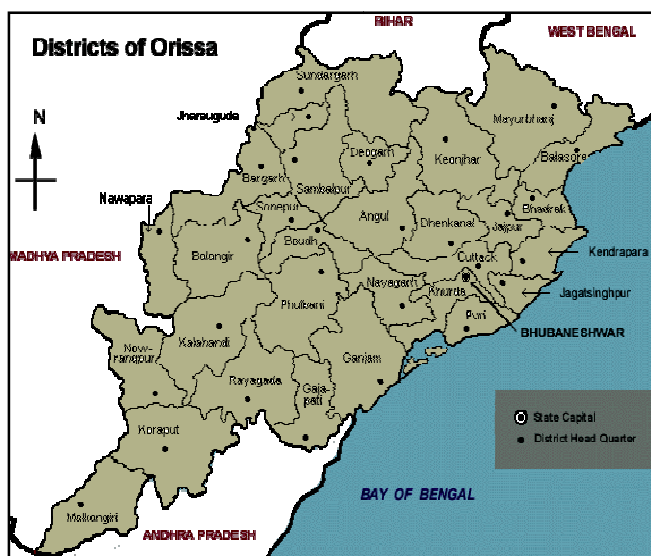 BIHAR
WEST BENGAL
Districts of Orissa
Sundargarh
Jharsuguda
N
Mayurbhanj
Deogarh
Keonjhar
Balasore
Bargarh
Sambalpur
Nawapara
Sonepur
Angul
Dhenkanal
Bhadrak
Jajpur
Boudh
MADHYA PRADESH
Bolongir
Cuttack
Kendrapara
Nayagarh
Khurda
Jagatsinghpur
Phulbani
Puri
BHUBANESHWAR
Now-
rangpur
Kalahandi
Ganjam
Rayagada
Gaja-
pati
State Capital
Koraput
District Head Quarter
BAY OF BENGAL
Malkangiri
ANDHRA PRADESH